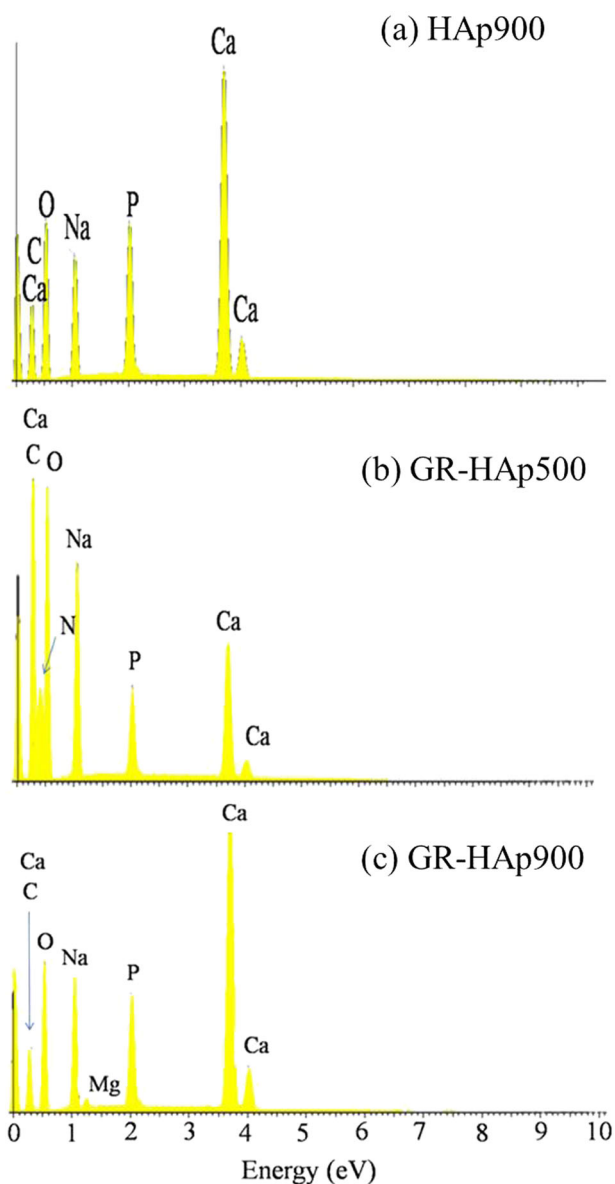 (a) HAp900
Ca
O
Na
P
C
Ca
Ca
(b) GR-HAp500
Ca
C O
Na
N
Ca
P
Ca
(c) GR-HAp900
Ca
Ca
C
O
Na
P
Ca
Mg
0 1 2 3 4 5 6 7 8 9 10
Energy (eV)